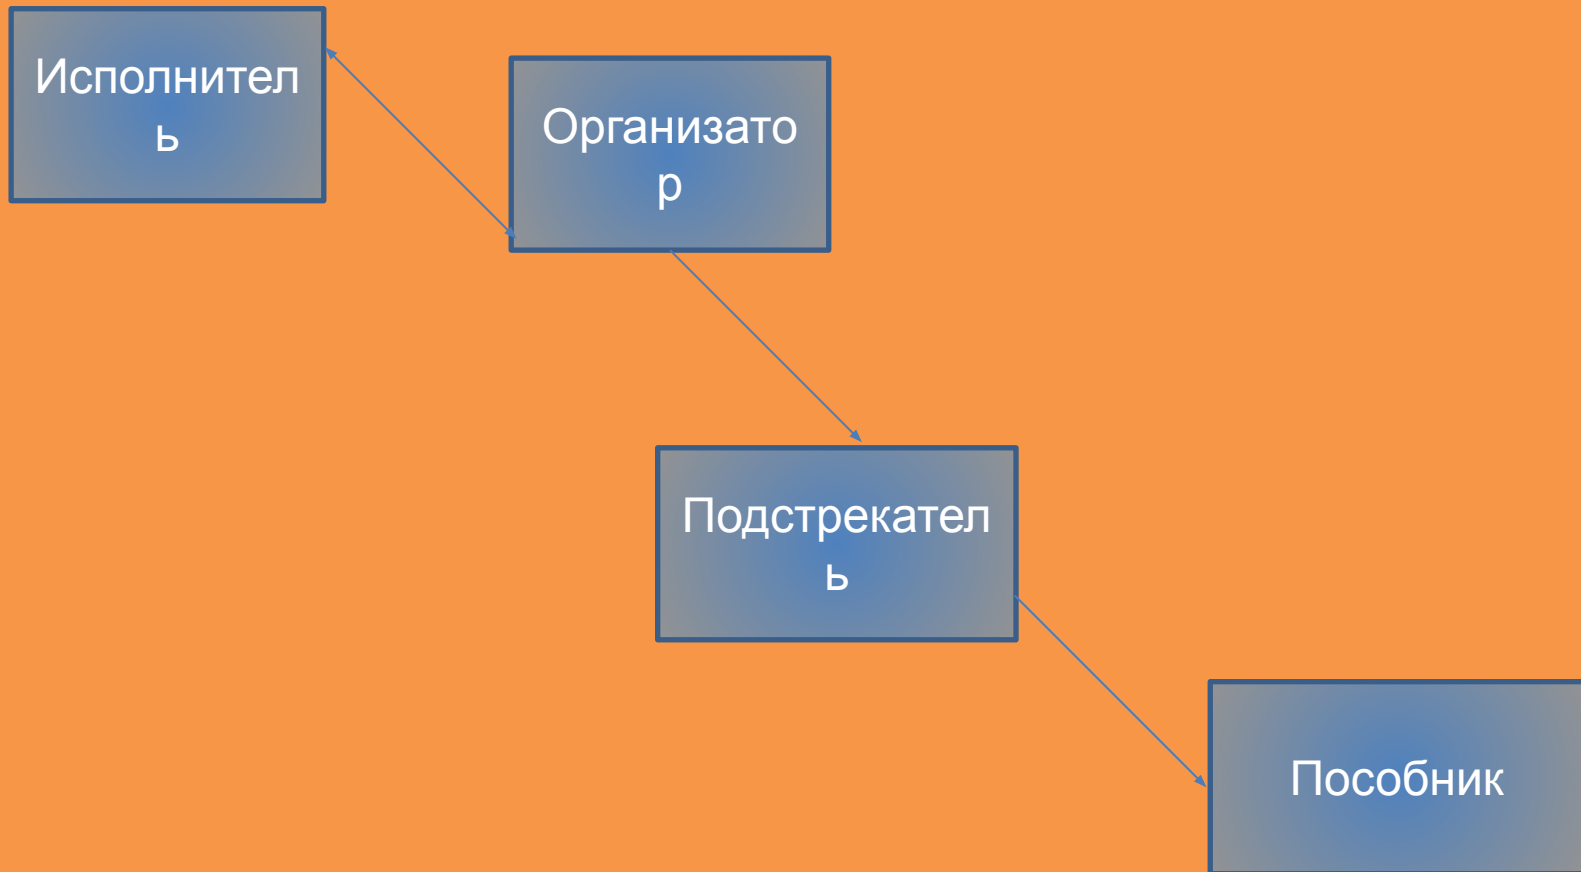 Исполнител
ь
Организато
р
Подстрекател
ь
Пособник